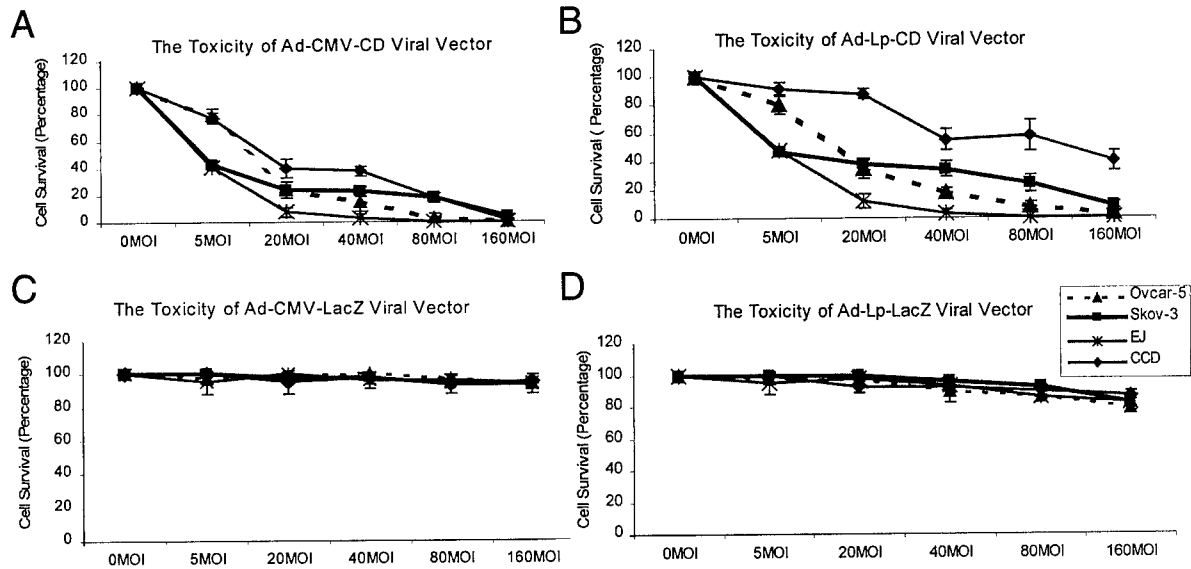 A
The Toxicity of Ad-CMV-CD Viral Vector
Cell Survival (Percentage)
120
100
80
60
40
20
0
0MOI 5MOI 20MOI 40MOI 80MOI 160MOI
B
The Toxicity of Ad-Lp-CD Viral Vector
Cell Survival ( Percentage)
120
100
80
60
40
20
0
0MOI 5MOI 20MOI 40MOI 80MOI 160MOI
C
The Toxicity of Ad-CMV-LacZ Viral Vector
Cell Survival (Percentage)
120
100
80
60
40
20
0
0MOI 5MOI 20MOI 40MOI 80MOI 160MOI
D
The Toxicity of Ad-Lp-LacZ Viral Vector
Cell Survival (Percentage)
120
100
80
60
40
20
0
0MOI 5MOI 20MOI 40MOI 80MOI 160MOI
Ovcar-5
Skov-3
EJ
CCD